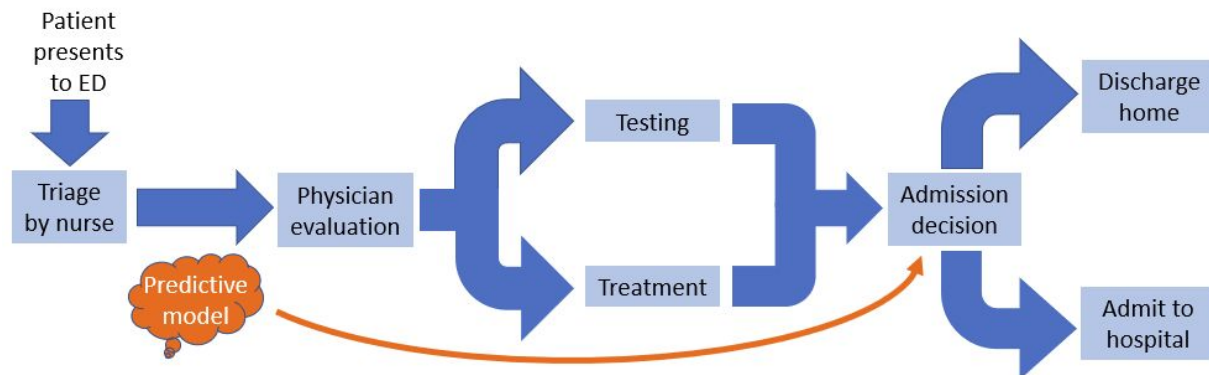 Patient
presents
to ED
Triage
by nurse
Predictive
model
Physician
evaluation
Testing
Treatment
Admission
decision
Discharge
home
Admit to
hospital